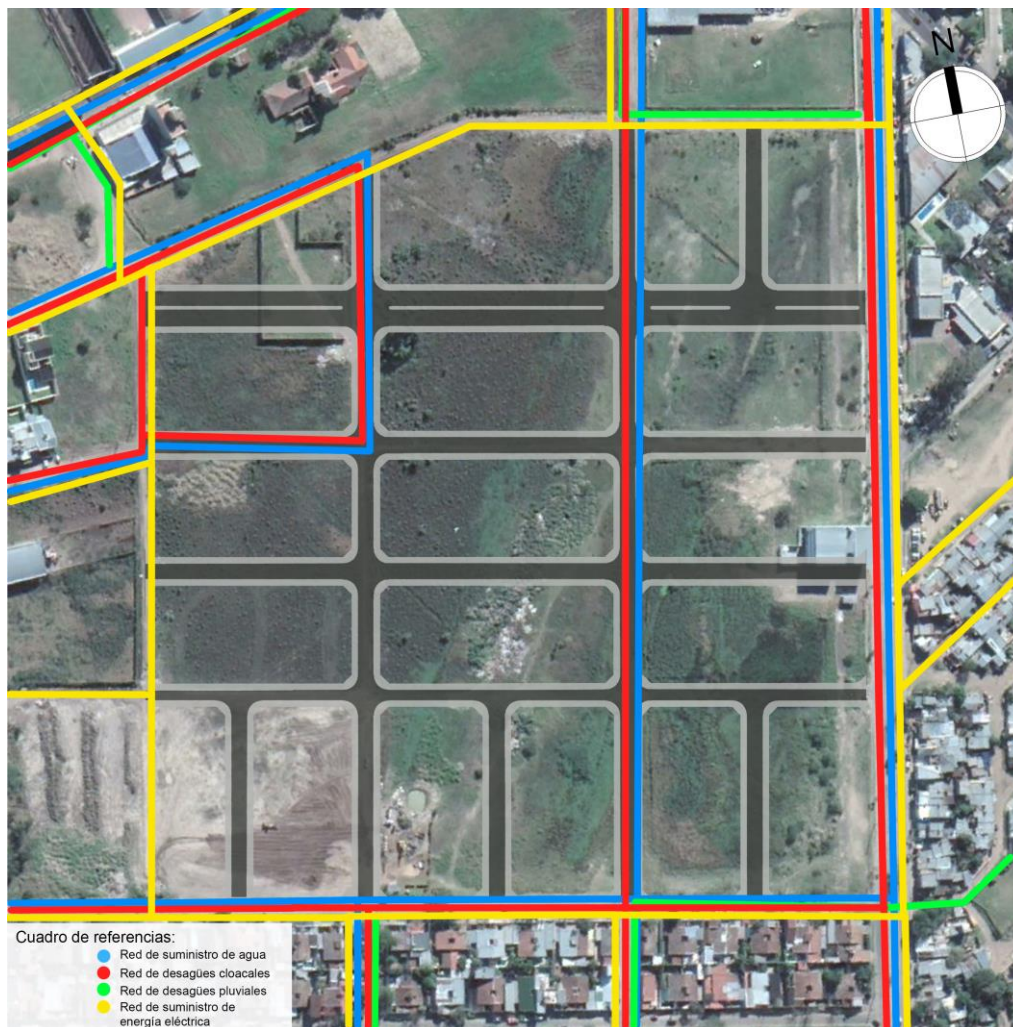 N
Cuadro de referencias:
Red de suministro de agua
Red de desagües cloacales
Red de desagües pluviales
Red de suministro de
energía eléctrica